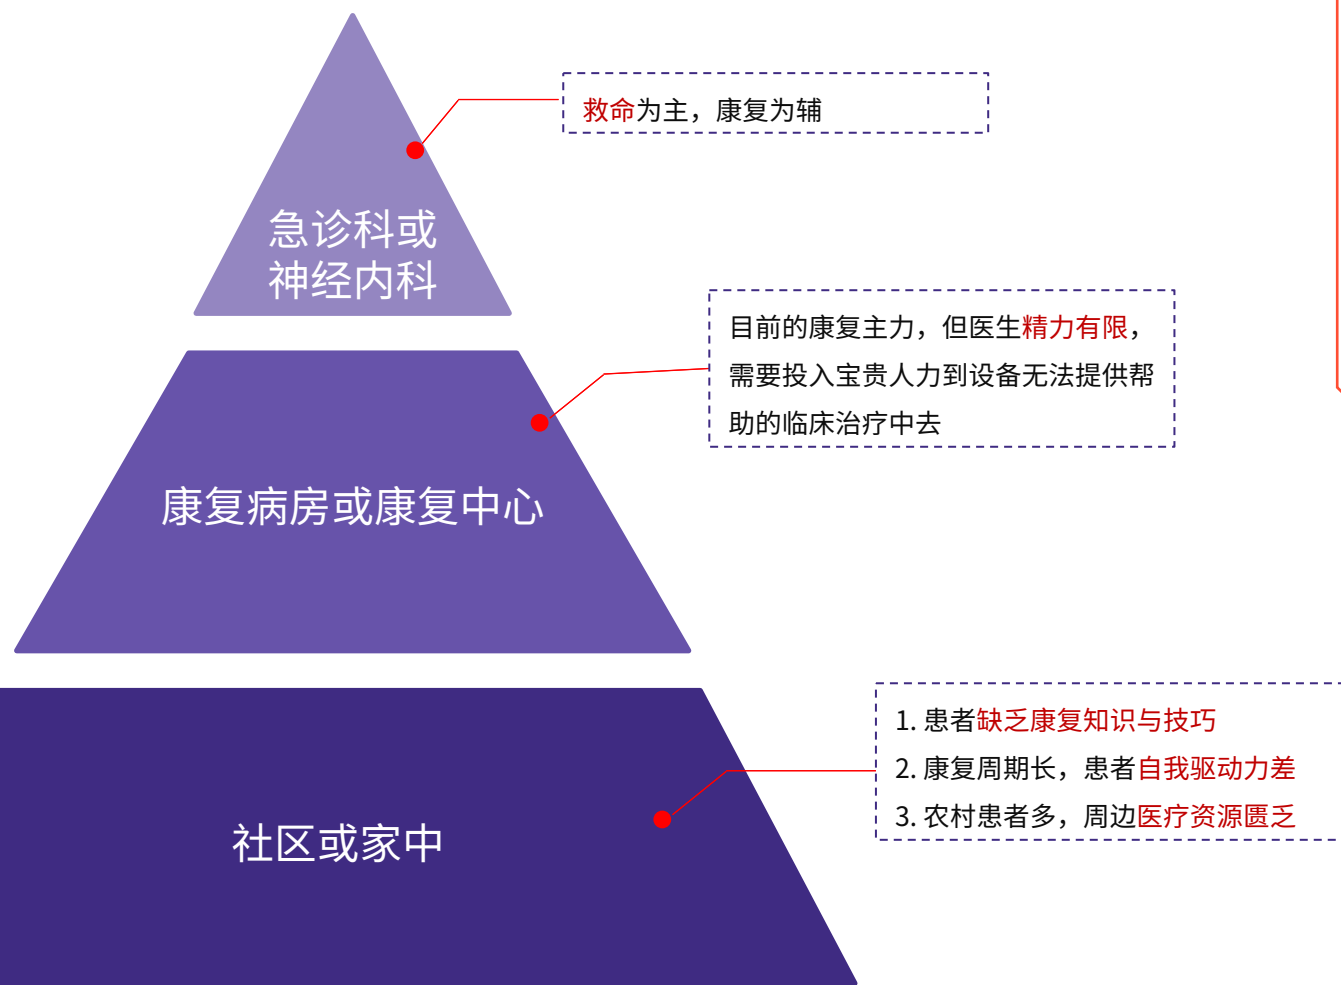 救命为主，康复为辅
急诊科或
神经内科
目前的康复主力，但医生精力有限，
需要投入宝贵人力到设备无法提供帮
助的临床治疗中去
康复病房或康复中心
1. 患者缺乏康复知识与技巧
2. 康复周期长，患者自我驱动力差
3. 农村患者多，周边医疗资源匮乏
社区或家中